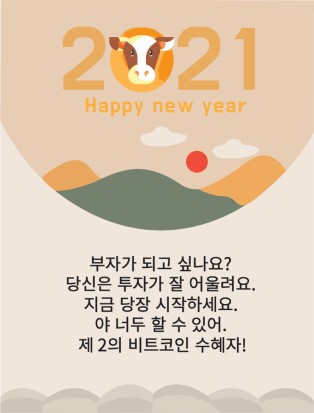 2021
Happy new year
부자가 되고 싶나요?
당신은 투자가 잘 어울려요.
지금 당장 시작하세요.
야 너두 할 수 있어.
제 2의 비트코인 수혜자!